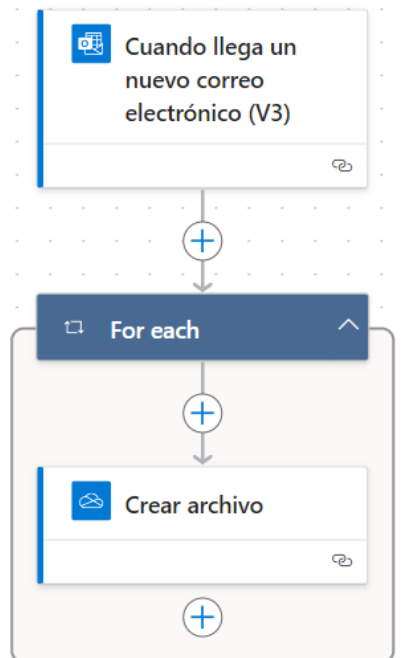 Cuando llega un
nuevo correo
electrónico (V3)
For each
Crear archivo